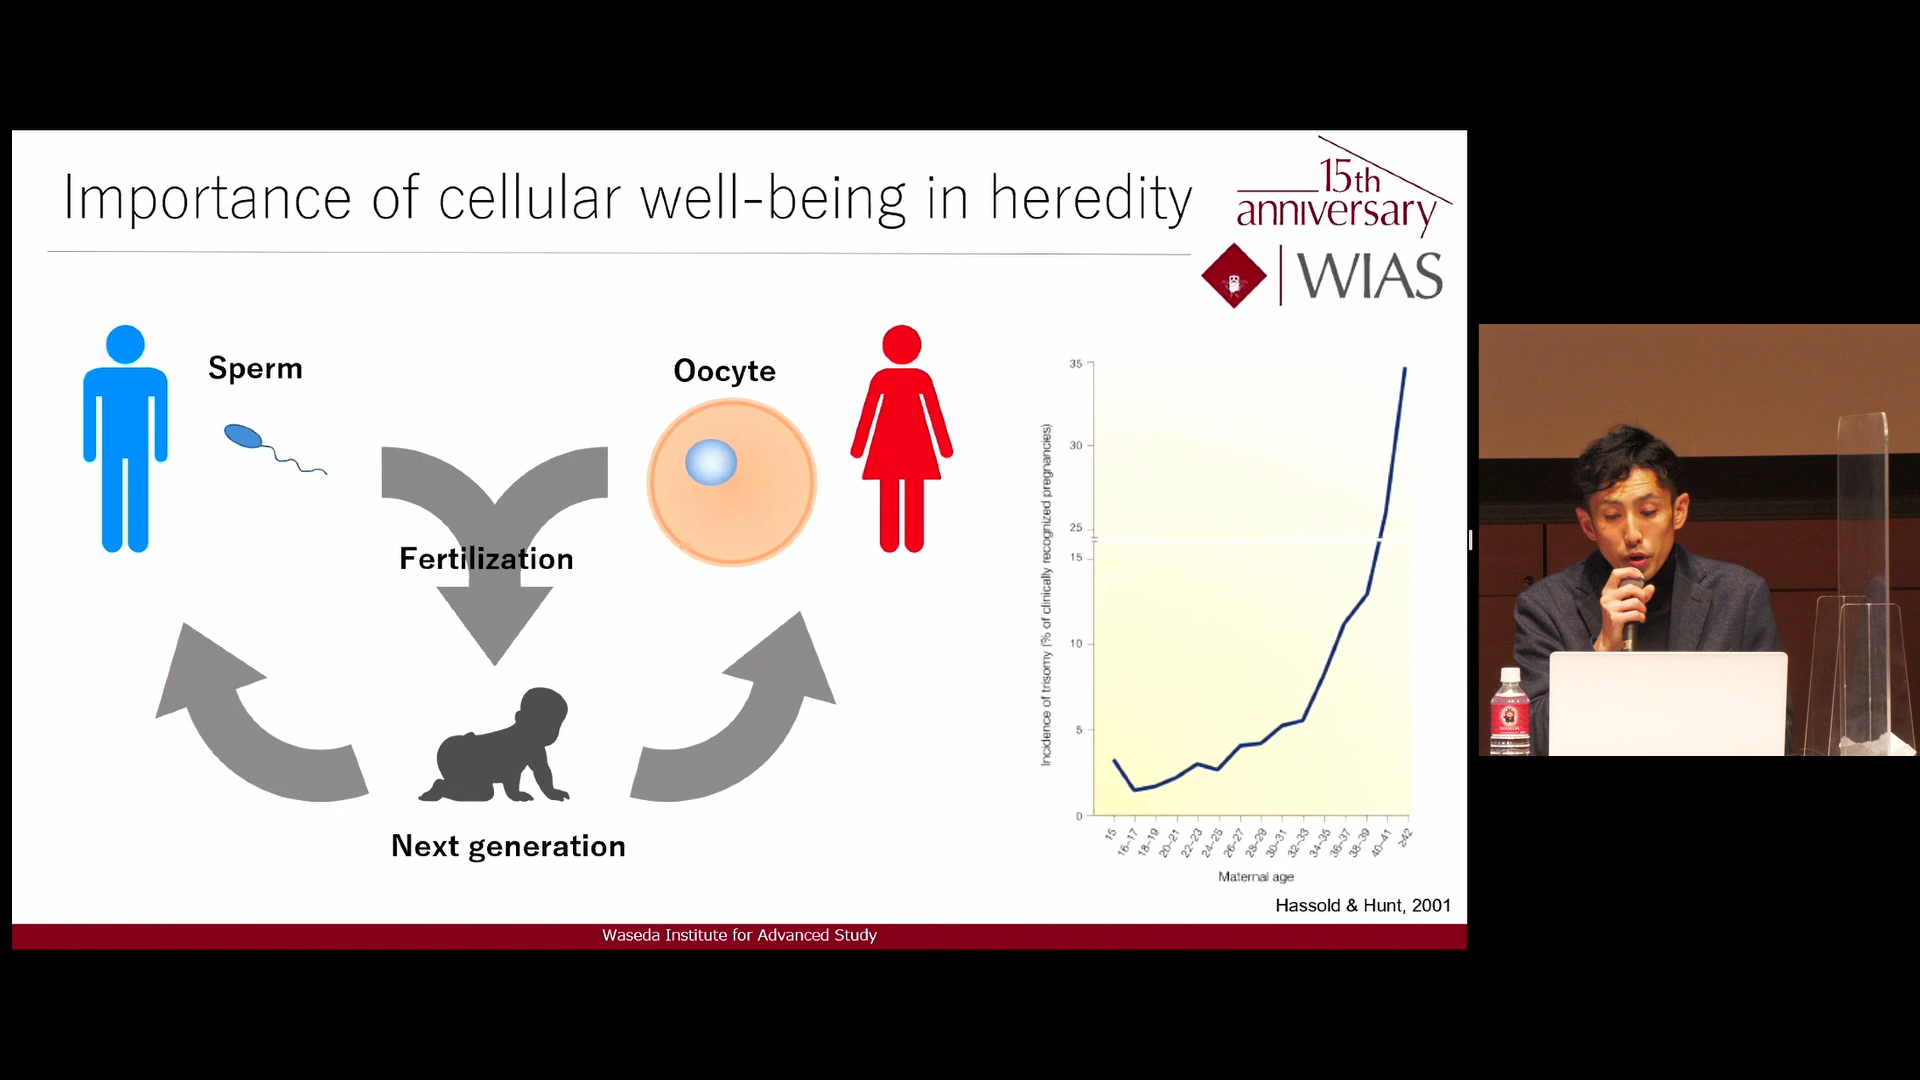 Importance of cellular well-being in heredity
15th
anniversary
WIAS
Sperm
Oocyte
Fertilization
Next generation
Incidence of trisomy (% of clinically recognized pregnancies)
35
30
25
15
10
5
0
15
16–17
18–19
20–21
22–23
24–25
26–27
28–29
30–31
32–33
34–35
36–37
38–39
40–41
≥42
Maternal age
Hassold & Hunt, 2001
Waseda Institute for Advanced Study
WASEDA